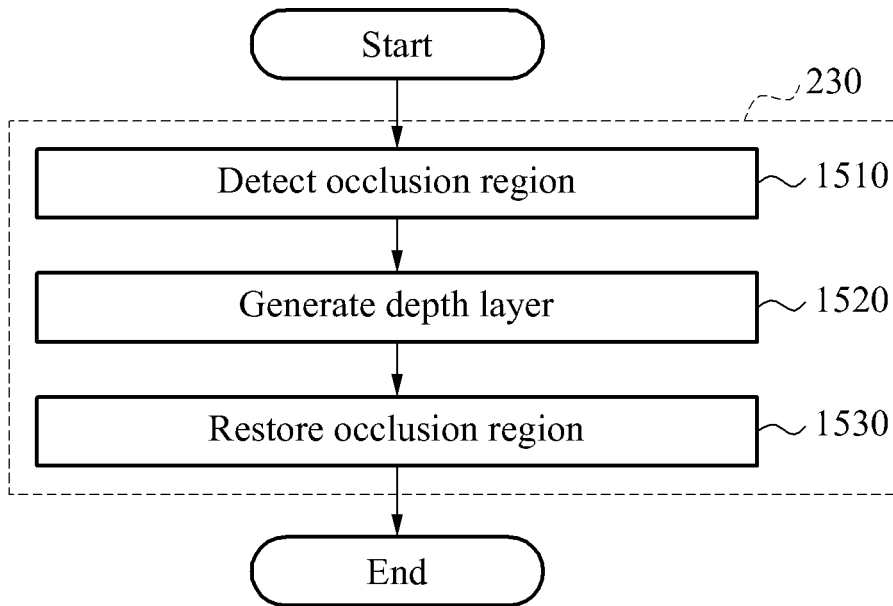 Start
230
Detect occlusion region
1510
Generate depth layer
1520
Restore occlusion region
1530
End